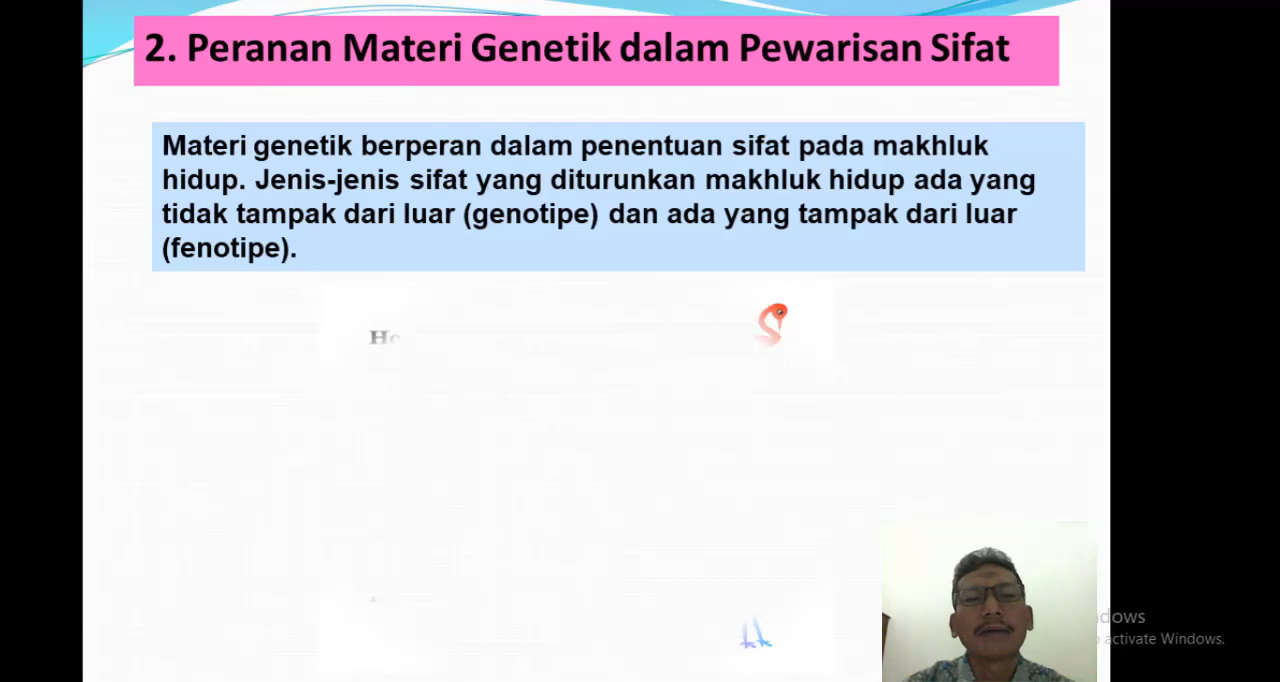 2. Peranan Materi Genetik dalam Pewarisan Sifat
Materi genetik berperan dalam penentuan sifat pada makhluk
hidup. Jenis-jenis sifat yang diturunkan makhluk hidup ada yang
tidak tampak dari luar (genotipe) dan ada yang tampak dari luar
(fenotipe).
activate Windows.